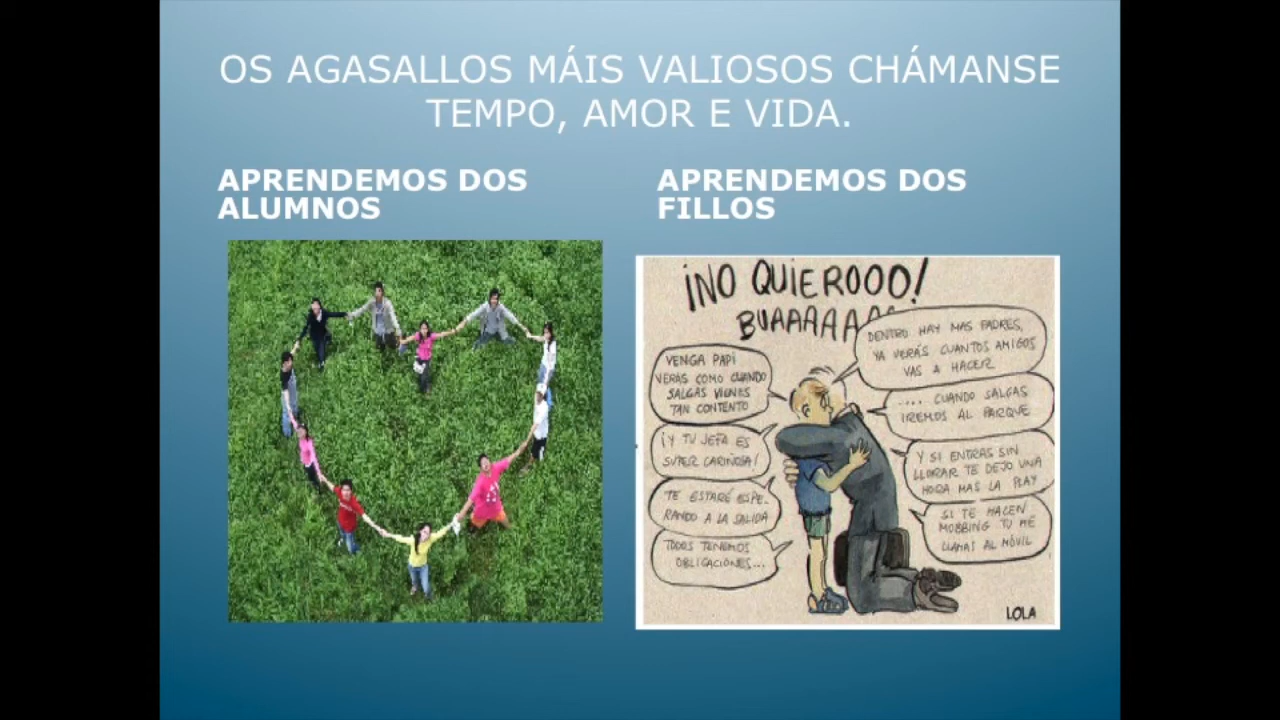 OS AGASALLOS MÁIS VALIOSOS CHÁMANSE
TEMPO, AMOR E VIDA.
APRENDEMOS DOS
ALUMNOS
APRENDEMOS DOS
FILLOS
¡NO QUIEROOO!
BUAAAAAA
DENTRO HAY MAS PADRES,
YA VERÁS CUANTOS AMIGOS
VAS A HACER
VENGA PAPI
VERÁS COMO CUANDO
SALGAS VIENES
TAN CONTENTO
.... CUANDO SALGAS
IREMOS AL PARQUE
¡Y TU JEFA ES
SUPER CARIÑOSA!
Y SI ENTRAS SIN
LLORAR TE DEJO UNA
HORA MAS LA PLAY
TE ESTARÉ ESPE-
RANDO A LA SALIDA
SI TE HACEN
MOBBING TU ME
LLAMAS AL MÓVIL
TODOS TENEMOS
OBLIGACIONES...
LOLA